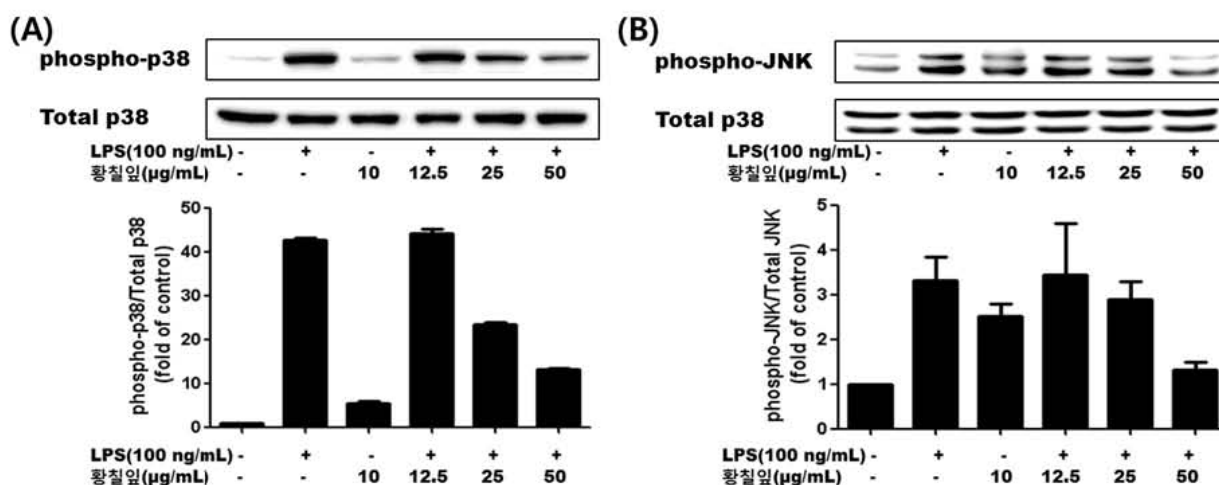 (A)
phospho-p38
Total p38
LPS(100 ng/mL) - + - + + +
황칠잎(µg/mL) - - 10 12.5 25 50
phospho-p38/Total p38
(fold of control)
50
40
30
20
10
0
LPS(100 ng/mL) - + - + + +
황칠잎(µg/mL) - - 10 12.5 25 50
(B)
phospho-JNK
Total p38
LPS(100 ng/mL) - + - + + +
황칠잎(µg/mL) - - 10 12.5 25 50
phospho-JNK/Total JNK
(fold of control)
5
4
3
2
1
0
LPS(100 ng/mL) - + - + + +
황칠잎(µg/mL) - - 10 12.5 25 50